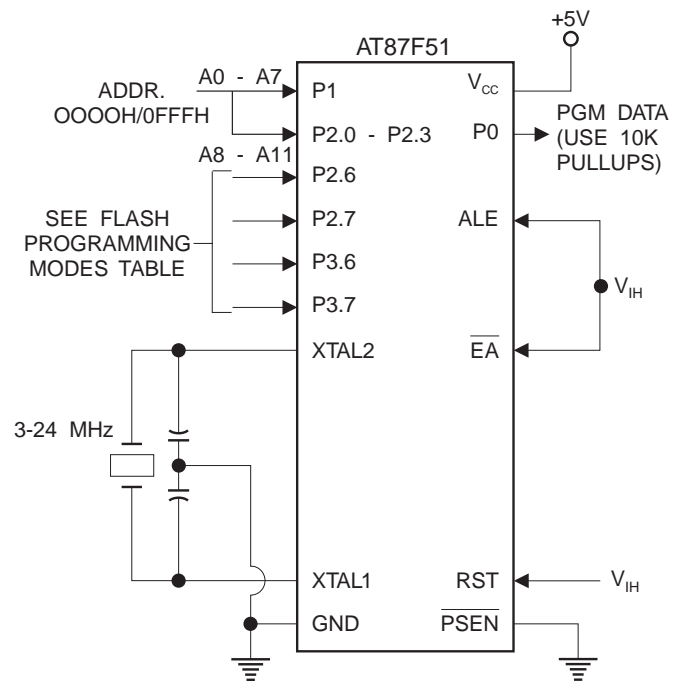 +5V
AT87F51
ADDR.
OOOOH/0FFFH
A0 - A7
P1
P2.0 - P2.3
A8 - A11
P2.6
SEE FLASH
PROGRAMMING
MODES TABLE
P2.7
P3.6
P3.7
XTAL2
3-24 MHz
XTAL1
GND
VCC
P0
PGM DATA
(USE 10K
PULLUPS)
ALE
VIH
EA
RST
VIH
PSEN